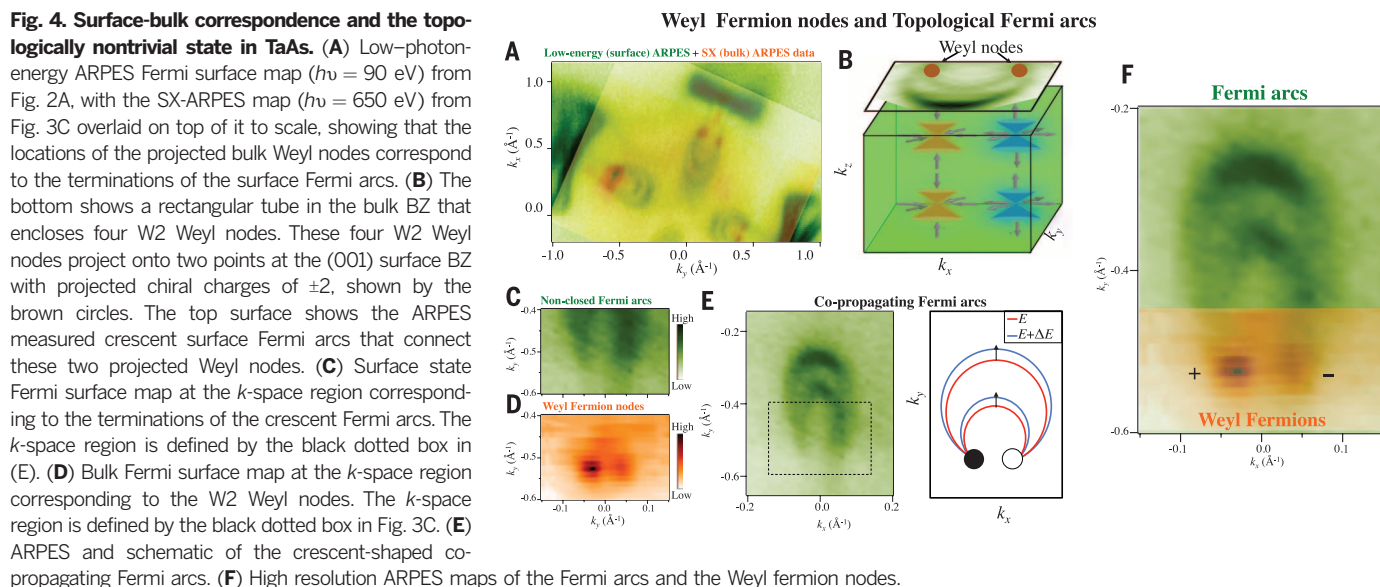 Fig. 4. Surface-bulk correspondence and the topo-
logically nontrivial state in TaAs. (A) Low–photon-
energy ARPES Fermi surface map (hυ = 90 eV) from
Fig. 2A, with the SX-ARPES map (hυ = 650 eV) from
Fig. 3C overlaid on top of it to scale, showing that the
locations of the projected bulk Weyl nodes correspond
to the terminations of the surface Fermi arcs. (B) The
bottom shows a rectangular tube in the bulk BZ that
encloses four W2 Weyl nodes. These four W2 Weyl
nodes project onto two points at the (001) surface BZ
with projected chiral charges of ±2, shown by the
brown circles. The top surface shows the ARPES
measured crescent surface Fermi arcs that connect
these two projected Weyl nodes. (C) Surface state
Fermi surface map at the k-space region correspond-
ing to the terminations of the crescent Fermi arcs. The
k-space region is defined by the black dotted box in
(E). (D) Bulk Fermi surface map at the k-space region
corresponding to the W2 Weyl nodes. The k-space
region is defined by the black dotted box in Fig. 3C. (E)
ARPES and schematic of the crescent-shaped co-
propagating Fermi arcs. (F) High resolution ARPES maps of the Fermi arcs and the Weyl fermion nodes.
Weyl Fermion nodes and Topological Fermi arcs
A
Low-energy (surface) ARPES + SX (bulk) ARPES data
1.0
0.5
0.0
kx (Å-1)
-1.0 -0.5 0.0 0.5 1.0
ky (Å-1)
B
Weyl nodes
kz
ky
kx
C
Non-closed Fermi arcs
-0.4
-0.5
-0.6
ky (Å-1)
High
Low
D
Weyl Fermion nodes
-0.4
-0.5
-0.6
ky (Å-1)
High
Low
-0.1 0.0 0.1
ky (Å-1)
E
Co-propagating Fermi arcs
-0.2
-0.4
-0.6
ky (Å-1)
-0.2 0.0 0.2
kx (Å-1)
E
E+ΔE
ky
kx
F
Fermi arcs
-0.2
-0.4
-0.6
ky (Å-1)
+ −
Weyl Fermions
-0.1 0.0 0.1
kx (Å-1)